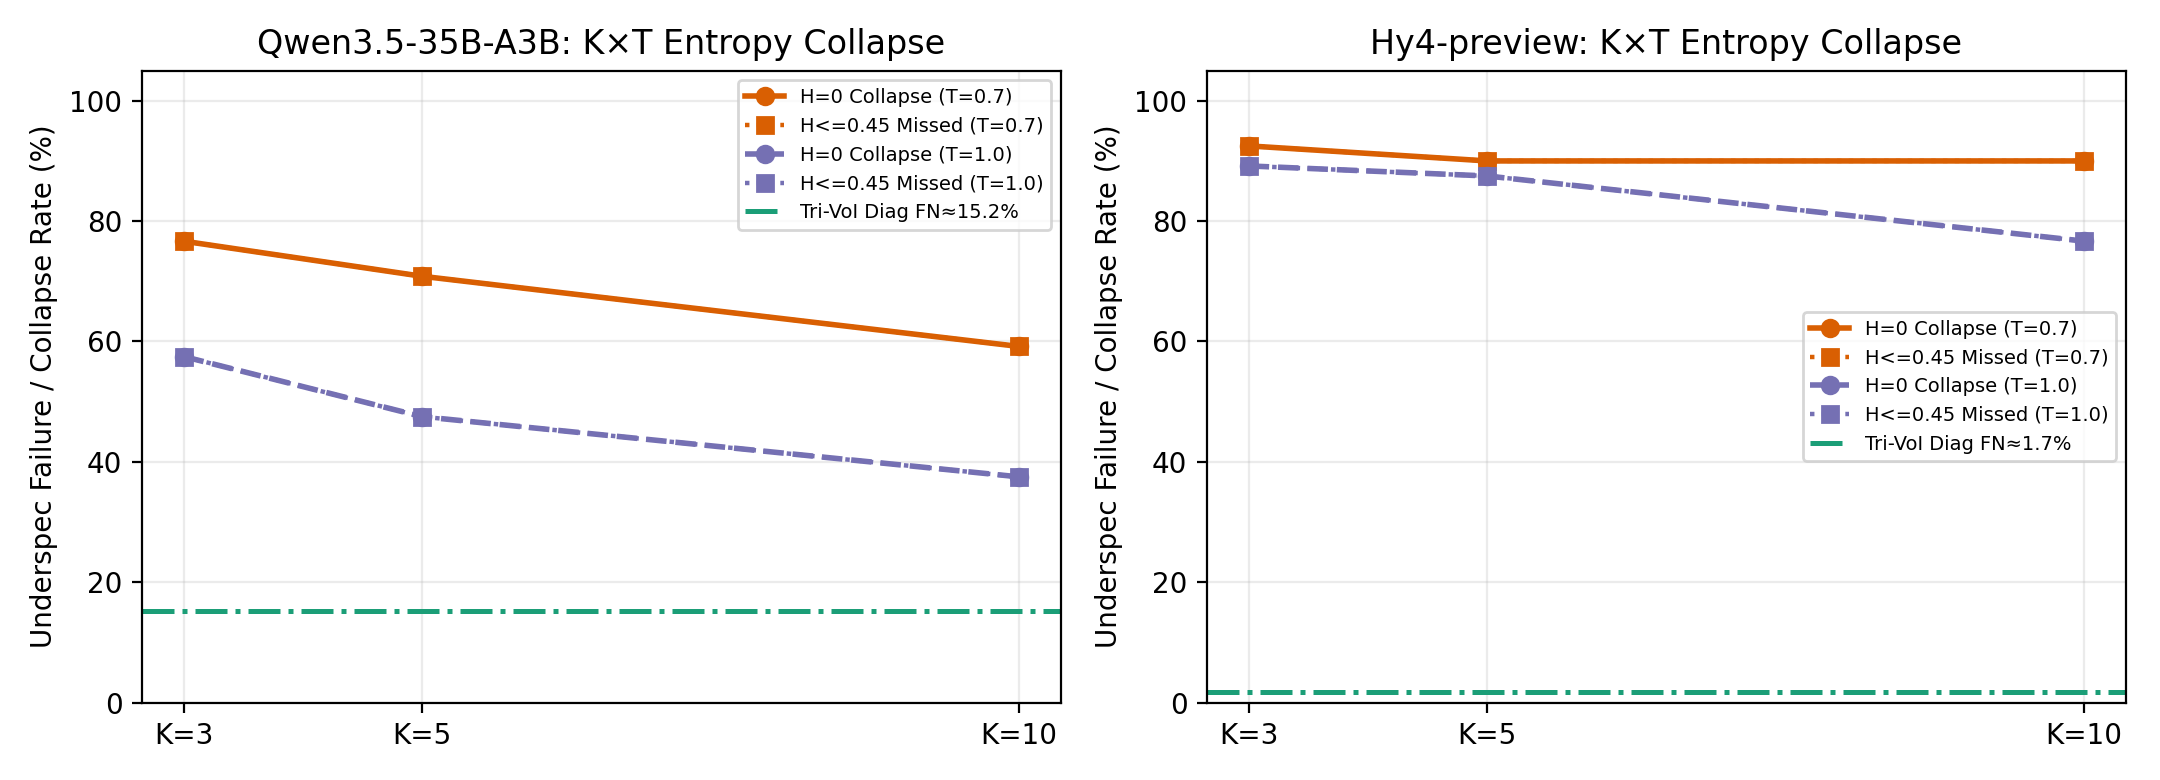 Qwen3.5-35B-A3B: K×T Entropy Collapse
Underspec Failure / Collapse Rate (%)
100
80
60
40
20
0
K=3
K=5
K=10
H=0 Collapse (T=0.7)
H<=0.45 Missed (T=0.7)
H=0 Collapse (T=1.0)
H<=0.45 Missed (T=1.0)
Tri-VoI Diag FN≈15.2%
Hy4-preview: K×T Entropy Collapse
Underspec Failure / Collapse Rate (%)
100
80
60
40
20
0
K=3
K=5
K=10
H=0 Collapse (T=0.7)
H<=0.45 Missed (T=0.7)
H=0 Collapse (T=1.0)
H<=0.45 Missed (T=1.0)
Tri-VoI Diag FN≈1.7%